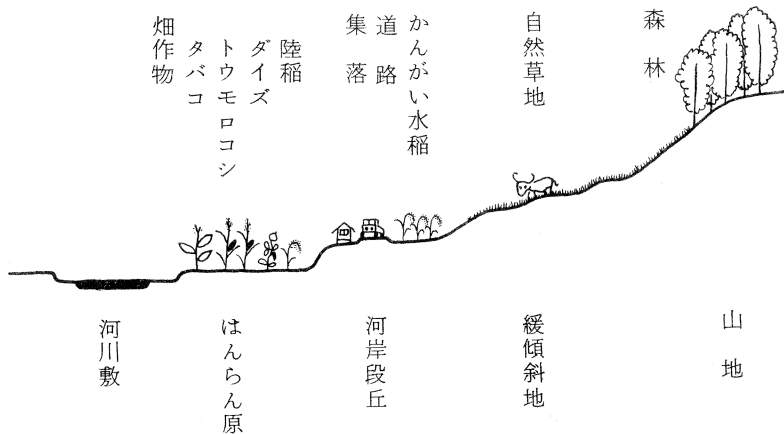 森林
自然草地
かんがい水稲
道路
集落
陸稲
ダイズ
トウモロコシ
タバコ
畑作物
山地
緩傾斜地
河岸段丘
はんらん原
河川敷